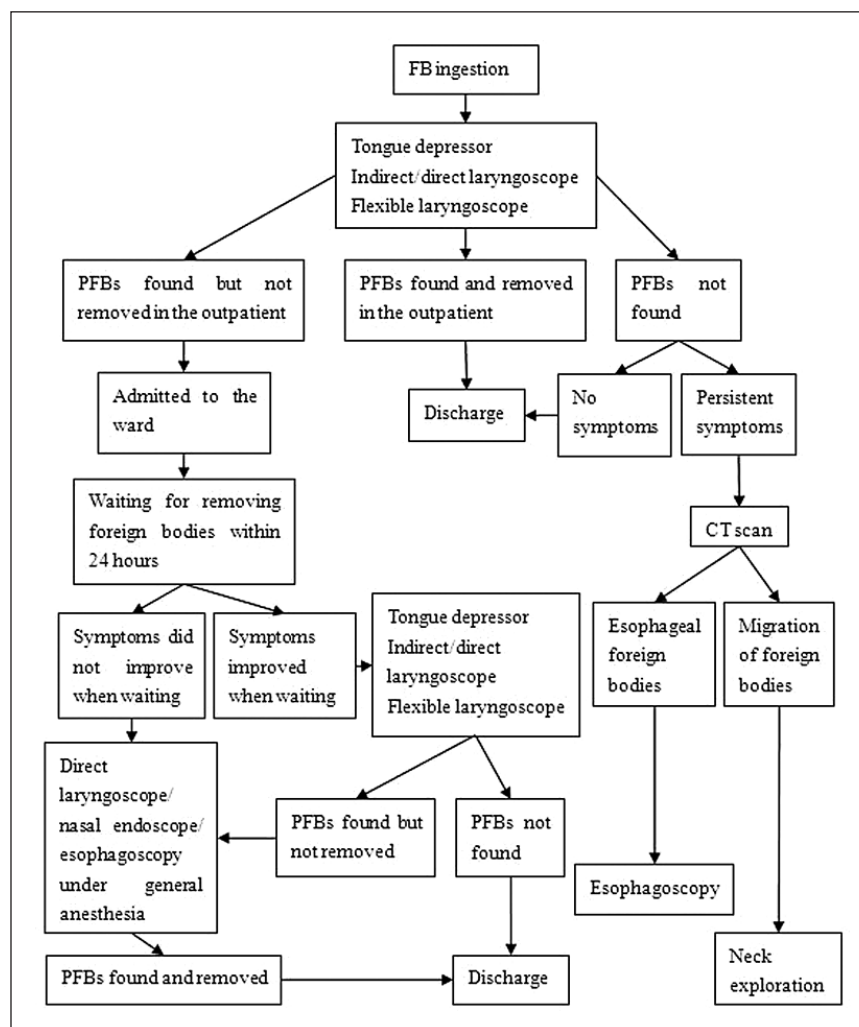 FB ingestion
Tongue depressor
Indirect/direct laryngoscope
Flexible laryngoscope
PFBs found but not
removed in the outpatient
PFBs found and removed
in the outpatient
PFBs not
found
Admitted to the
ward
Discharge
No
symptoms
Persistent
symptoms
Waiting for removing
foreign bodies within
24 hours
CT scan
Symptoms did
not improve
when waiting
Symptoms
improved
when waiting
Tongue depressor
Indirect/direct
laryngoscope
Flexible laryngoscope
Esophageal
foreign
bodies
Migration
of foreign
bodies
Direct
laryngoscope/
nasal endoscope/
esophagoscopy
under general
anesthesia
PFBs found but
not removed
PFBs not
found
Esophagoscopy
PFBs found and removed
Discharge
Neck
exploration